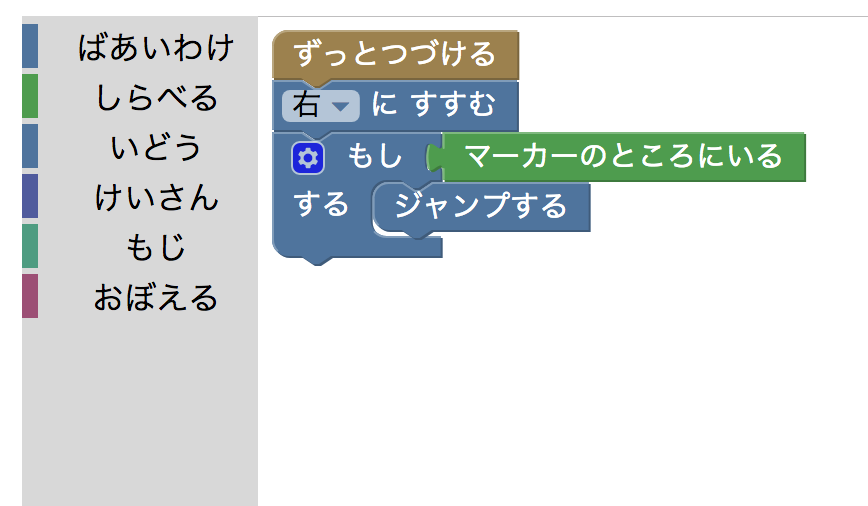 ばあいわけ
しらべる
いどう
けいさん
もじ
おぼえる
ずっとつづける
右 に すすむ
もし マーカーのところにいる
する ジャンプする